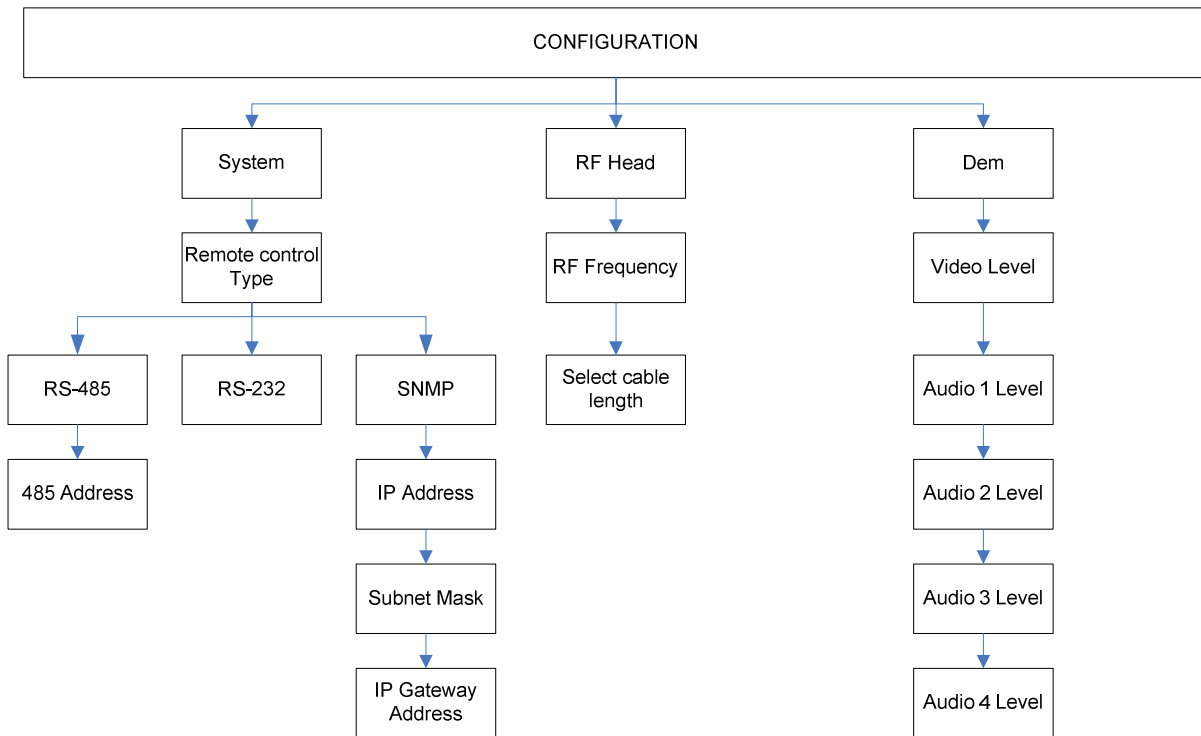 CONFIGURATION
System
RF Head
Dem
Remote control
Type
RF Frequency
Video Level
RS-485
RS-232
SNMP
Select cable
length
Audio 1 Level
485 Address
IP Address
Audio 2 Level
Subnet Mask
Audio 3 Level
IP Gateway
Address
Audio 4 Level